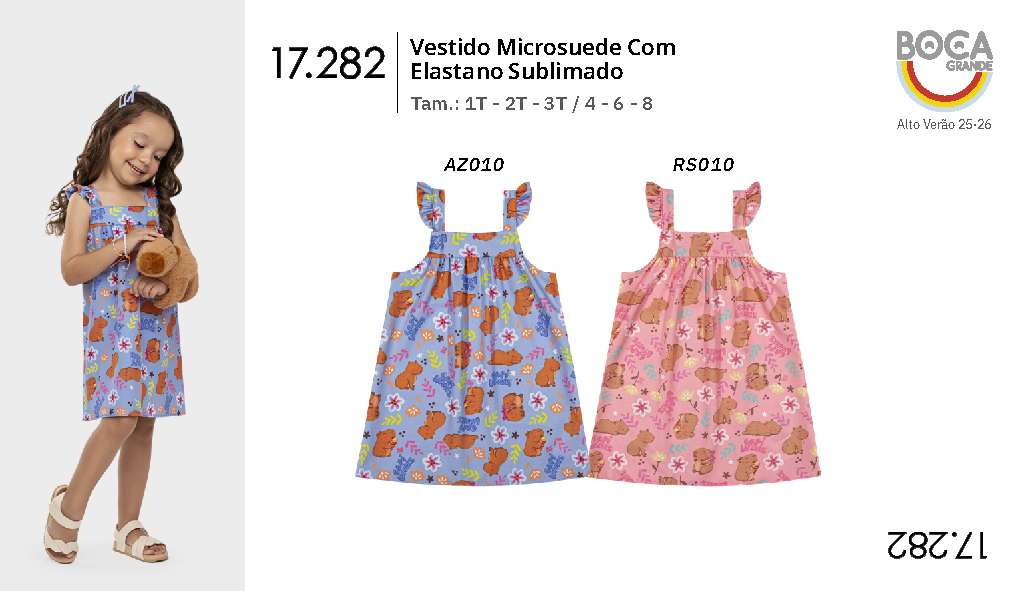 17.282
Vestido Microsuede Com
Elastano Sublimado
Tam.: 1T - 2T - 3T / 4 - 6 - 8
BOCA
GRANDE
Alto Verão 25-26
AZ010
RS010
17.282